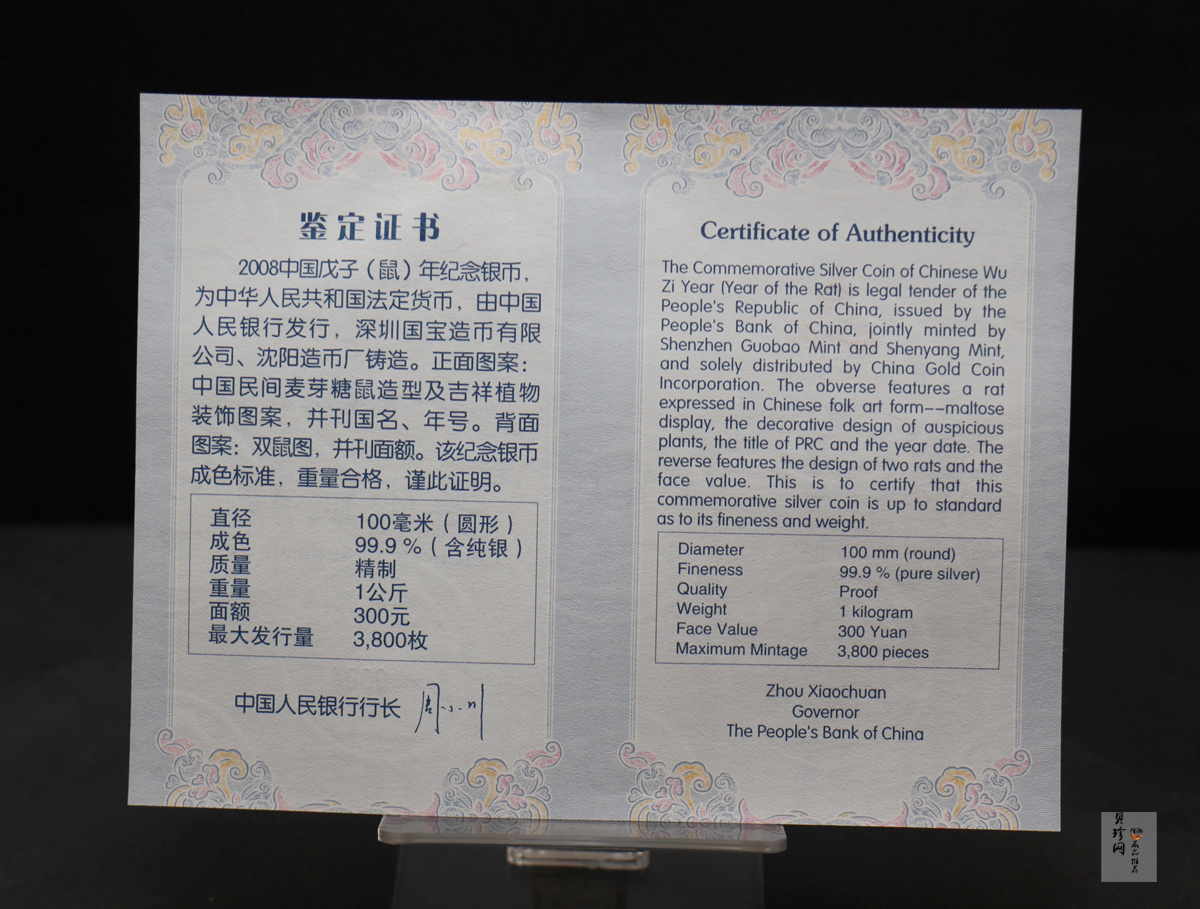 鉴定证书
2008中国戊子（鼠）年纪念银币，
为中华人民共和国法定货币，由中国
人民银行发行，深圳国宝造币有限
公司、沈阳造币厂铸造。正面图案：
中国民间麦芽糖鼠造型及吉祥植物
装饰图案，并刊国名、年号。背面
图案：双鼠图，并刊面额。该纪念银币
成色标准，重量合格，谨此证明。
直径 100毫米（圆形）
成色 99.9％（含纯银）
质量 精制
重量 1公斤
面额 300元
最大发行量 3,800枚
中国人民银行行长 周小川
Certificate of Authenticity
The Commemorative Silver Coin of Chinese Wu
Zi Year (Year of the Rat) is legal tender of the
People's Republic of China, issued by the
People's Bank of China, jointly minted by
Shenzhen Guobao Mint and Shenyang Mint,
and solely distributed by China Gold Coin
Incorporation. The obverse features a rat
expressed in Chinese folk art form--maltose
display, the decorative design of auspicious
plants, the title of PRC and the year date. The
reverse features the design of two rats and the
face value. This is to certify that this
commemorative silver coin is up to standard
as to its fineness and weight.
Diameter 100 mm (round)
Fineness 99.9 % (pure silver)
Quality Proof
Weight 1 kilogram
Face Value 300 Yuan
Maximum Mintage 3,800 pieces
Zhou Xiaochuan
Governor
The People's Bank of China
贝珍网